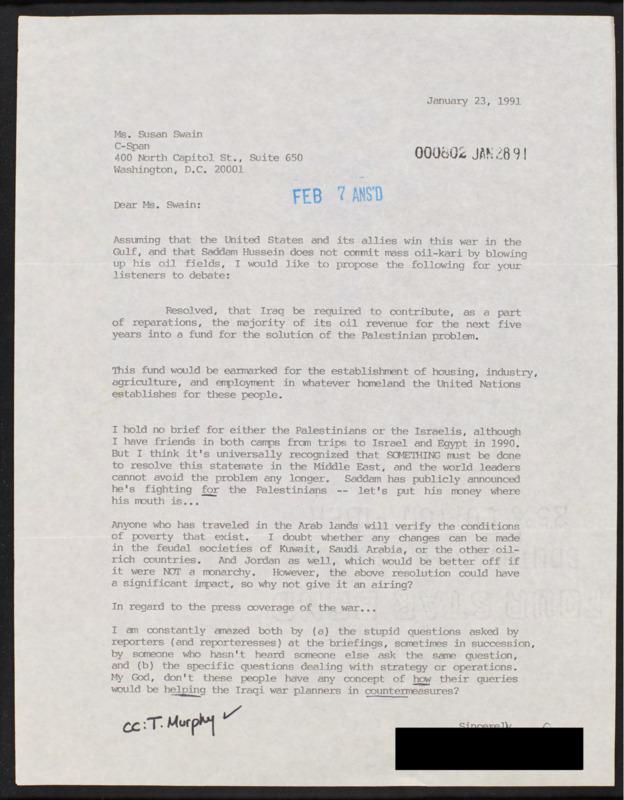 January 23, 1991
Ms. Susan Swain
C-Span
400 North Capitol St., Suite 650
Washington, D.C. 20001
000802 JAN 28 91
FEB 7 ANS'D
Dear Ms. Swain:
Assuming that the United States and its allies win this war in the
Gulf, and that Saddam Hussein does not commit mass oil-kari by blowing
up his oil fields, I would like to propose the following for your
listeners to debate:
Resolved, that Iraq be required to contribute, as a part
of reparations, the majority of its oil revenue for the next five
years into a fund for the solution of the Palestinian problem.
This fund would be earmarked for the establishment of housing, industry,
agriculture, and employment in whatever homeland the United Nations
establishes for these people.
I hold no brief for either the Palestinians or the Israelis, although
I have friends in both camps from trips to Israel and Egypt in 1990.
But I think it's universally recognized that SOMETHING must be done
to resolve this statemate in the Middle East, and the world leaders
cannot avoid the problem any longer. Saddam has publicly announced
he's fighting for the Palestinians -- let's put his money where
his mouth is...
Anyone who has traveled in the Arab lands will verify the conditions
of poverty that exist. I doubt whether any changes can be made
in the feudal societies of Kuwait, Saudi Arabia, or the other oil-
rich countries. And Jordan as well, which would be better off if
it were NOT a monarchy. However, the above resolution could have
a significant impact, so why not give it an airing?
In regard to the press coverage of the war...
I am constantly amazed both by (a) the stupid questions asked by
reporters (and reporteresses) at the briefings, sometimes in succession,
by someone who hasn't heard someone else ask the same question,
and (b) the specific questions dealing with strategy or operations.
My God, don't these people have any concept of how their queries
would be helping the Iraqi war planners in countermeasures?
cc: T. Murphy ✓
Sincerely